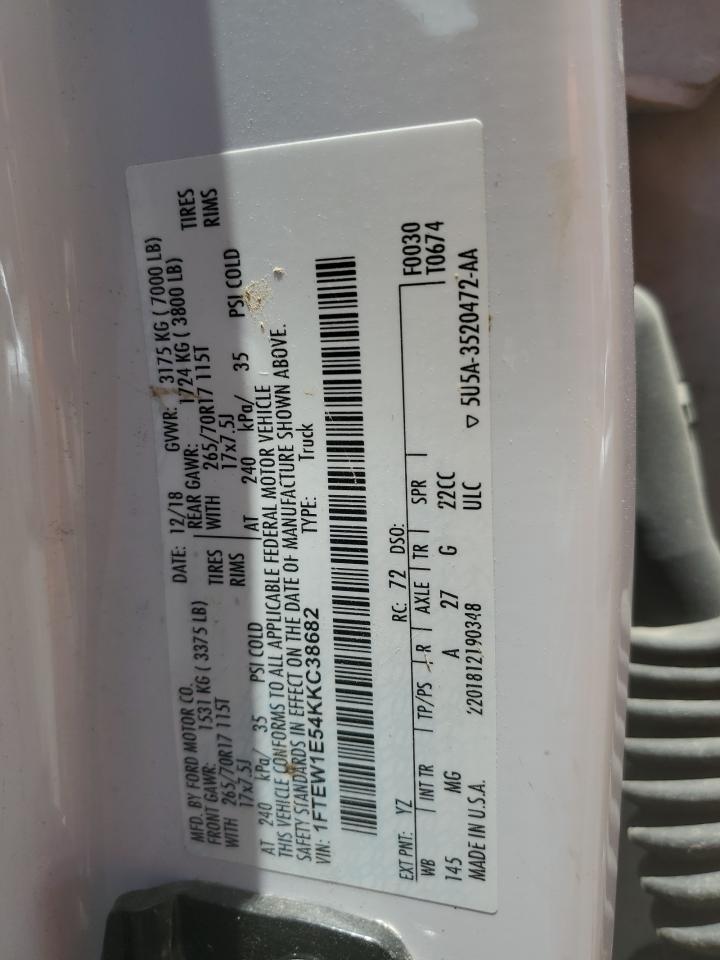 MFD. BY FORD MOTOR CO.
DATE: 12/18 GVWR: 3175 KG ( 7000 LB)
FRONT GAWR: 1531 KG ( 3375 LB)
REAR GAWR: 1724 KG ( 3800 LB)
WITH 265/70R17 115T TIRES
WITH 265/70R17 115T TIRES
17x7.5J RIMS
17x7.5J RIMS
AT 240 kPa/ 35 PSI COLD
AT 240 kPa/ 35 PSI COLD
THIS VEHICLE CONFORMS TO ALL APPLICABLE FEDERAL MOTOR VEHICLE
SAFETY STANDARDS IN EFFECT ON THE DATE OF MANUFACTURE SHOWN ABOVE.
VIN: 1FTEW1E54KKC38682 TYPE: Truck
EXT PNT: YZ RC: 72 DSO: F0030
WB INT TR TP/PS R AXLE TR SPR T0674
145 MG A 27 G 22CC
ULC
MADE IN U.S.A. 2201812190348 ▽ 5U5A-3520472-AA